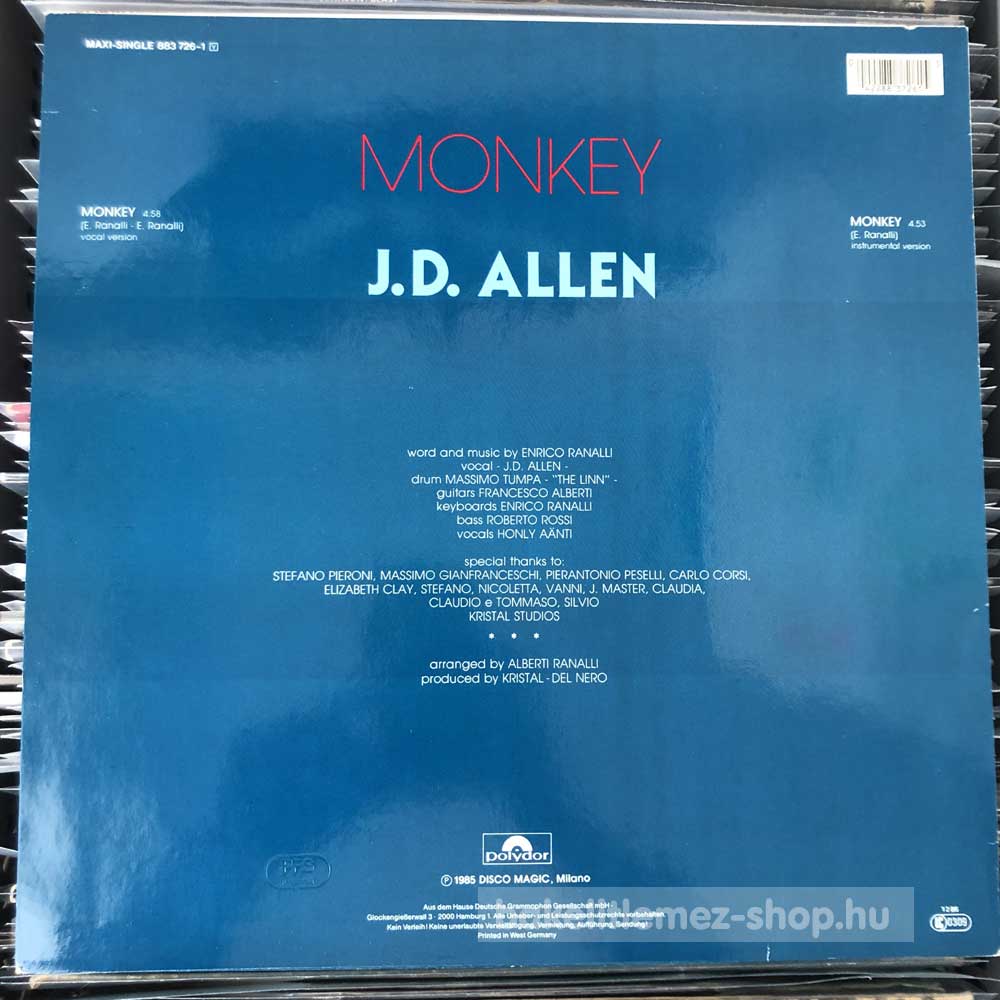 MAXI-SINGLE 883 726-1 Y
MONKEY
MONKEY 4:58
(E. Ranalli - E. Ranalli)
vocal version
MONKEY 4.53
(E. Ranalli)
instrumental version
J.D. ALLEN
word and music by ENRICO RANALLI
vocal - J.D. ALLEN -
drum MASSIMO TUMPA - "THE LINN" -
guitars FRANCESCO ALBERTI
keyboards ENRICO RANALLI
bass ROBERTO ROSSI
vocals HONLY AÄNTI
special thanks to:
STEFANO PIERONI, MASSIMO GIANFRANCESCHI, PIERANTONIO PESELLI, CARLO CORSI,
ELIZABETH CLAY, STEFANO, NICOLETTA, VANNI, J. MASTER, CLAUDIA,
CLAUDIO e TOMMASO, SILVIO
KRISTAL STUDIOS
* * *
arranged by ALBERTI RANALLI
produced by KRISTAL - DEL NERO
polydor
Ⓟ 1985 DISCO MAGIC, Milano
Aus dem Hause Deutsche Grammophon Gesellschaft mbH ·
Glockengießerwall 3 · 2000 Hamburg 1. Alle Urheber- und Leistungsschutzrechte vorbehalten.
Kein Verleih! Keine unerlaubte Vervielfältigung, Vermietung, Aufführung, Sendung!
Printed in West Germany
0309
bakelitlemez-shop.hu